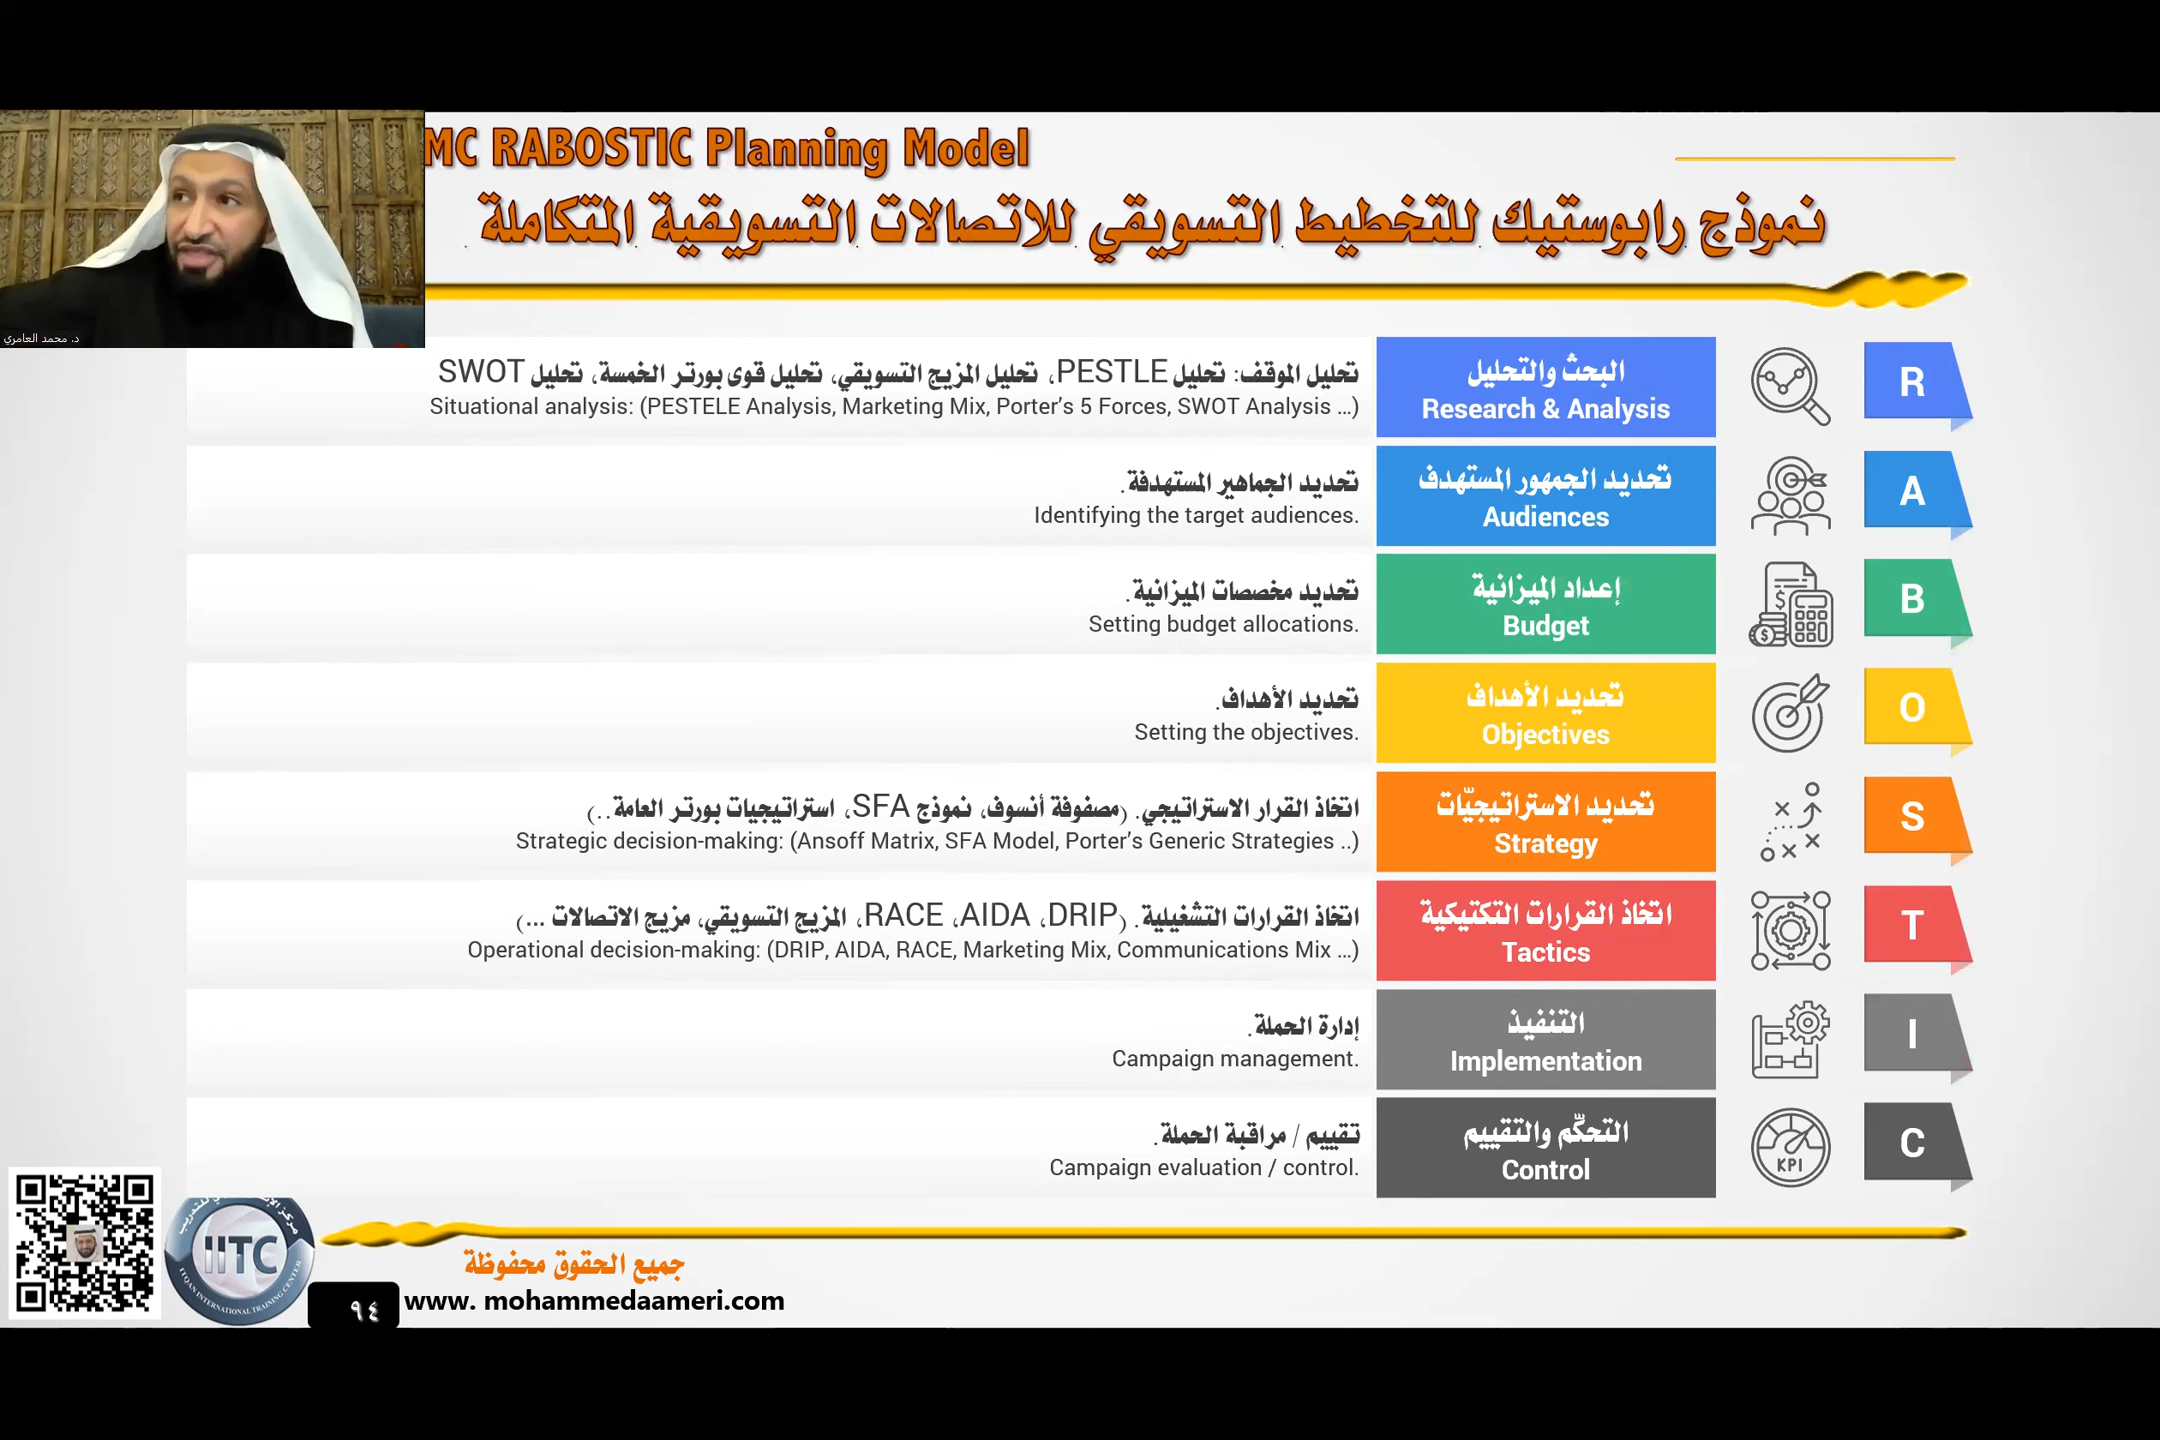 MC RABOSTIC Planning Model
نموذج رابوستيك للتخطيط التسويقي للاتصالات التسويقية المتكاملة
د. محمد العامري
R
البحث والتحليل
Research & Analysis
تحليل الموقف: تحليل PESTLE، تحليل المزيج التسويقي، تحليل قوى بورتر الخمسة، تحليل SWOT
Situational analysis: (PESTELE Analysis, Marketing Mix, Porter's 5 Forces, SWOT Analysis ...)
A
تحديد الجمهور المستهدف
Audiences
تحديد الجماهير المستهدفة.
Identifying the target audiences.
B
إعداد الميزانية
Budget
تحديد مخصصات الميزانية.
Setting budget allocations.
O
تحديد الأهداف
Objectives
تحديد الأهداف.
Setting the objectives.
S
تحديد الاستراتيجيّات
Strategy
اتخاذ القرار الاستراتيجي. (مصفوفة أنسوف، نموذج SFA، استراتيجيات بورتر العامة..)
Strategic decision-making: (Ansoff Matrix, SFA Model, Porter's Generic Strategies ..)
T
اتخاذ القرارات التكتيكية
Tactics
اتخاذ القرارات التشغيلية. (DRIP، AIDA، RACE، المزيج التسويقي، مزيج الاتصالات ...)
Operational decision-making: (DRIP, AIDA, RACE, Marketing Mix, Communications Mix ...)
I
التنفيذ
Implementation
إدارة الحملة.
Campaign management.
C
KPI
التحكّم والتقييم
Control
تقييم / مراقبة الحملة.
Campaign evaluation / control.
IITC
ITQAN INTERNATIONAL TRAINING CENTER
جميع الحقوق محفوظة
www. mohammedaameri.com
٩٤